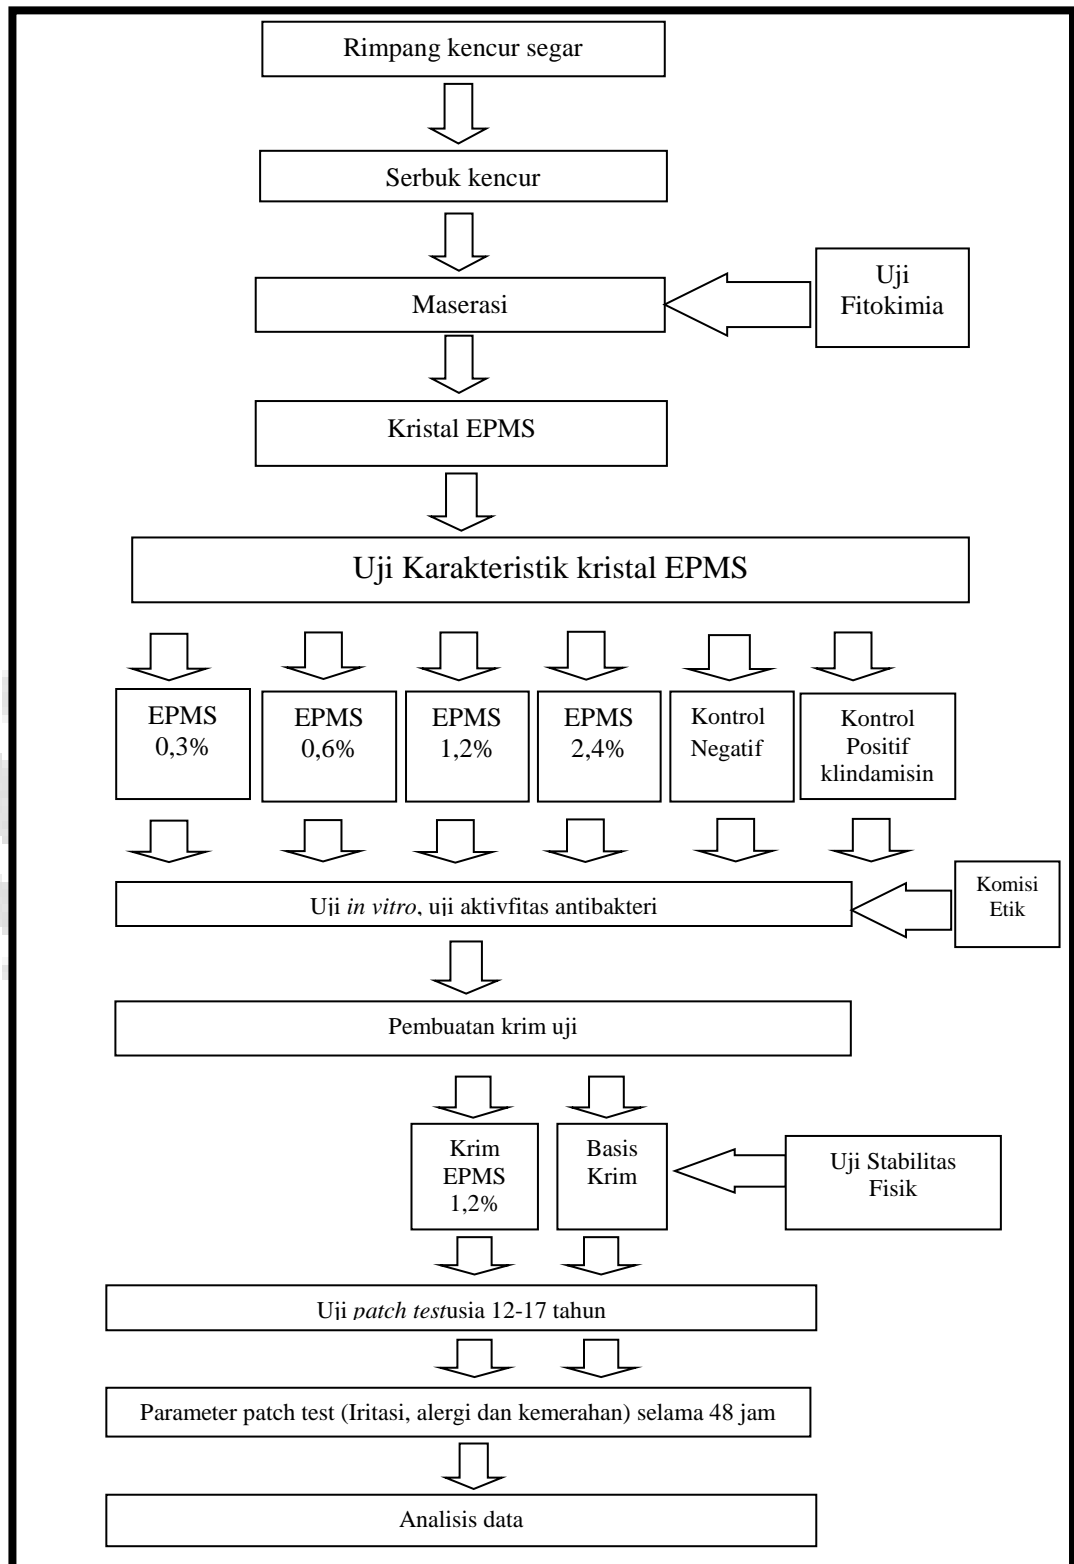 Rimpang kencur segar
Serbuk kencur
Maserasi
Uji
Fitokimia
Kristal EPMS
Uji Karakteristik kristal EPMS
EPMS
0,3%
EPMS
0,6%
EPMS
1,2%
EPMS
2,4%
Kontrol
Negatif
Kontrol
Positif
klindamisin
Uji in vitro, uji aktivfitas antibakteri
Komisi
Etik
Pembuatan krim uji
Krim
EPMS
1,2%
Basis
Krim
Uji Stabilitas
Fisik
Uji patch testusia 12-17 tahun
Parameter patch test (Iritasi, alergi dan kemerahan) selama 48 jam
Analisis data